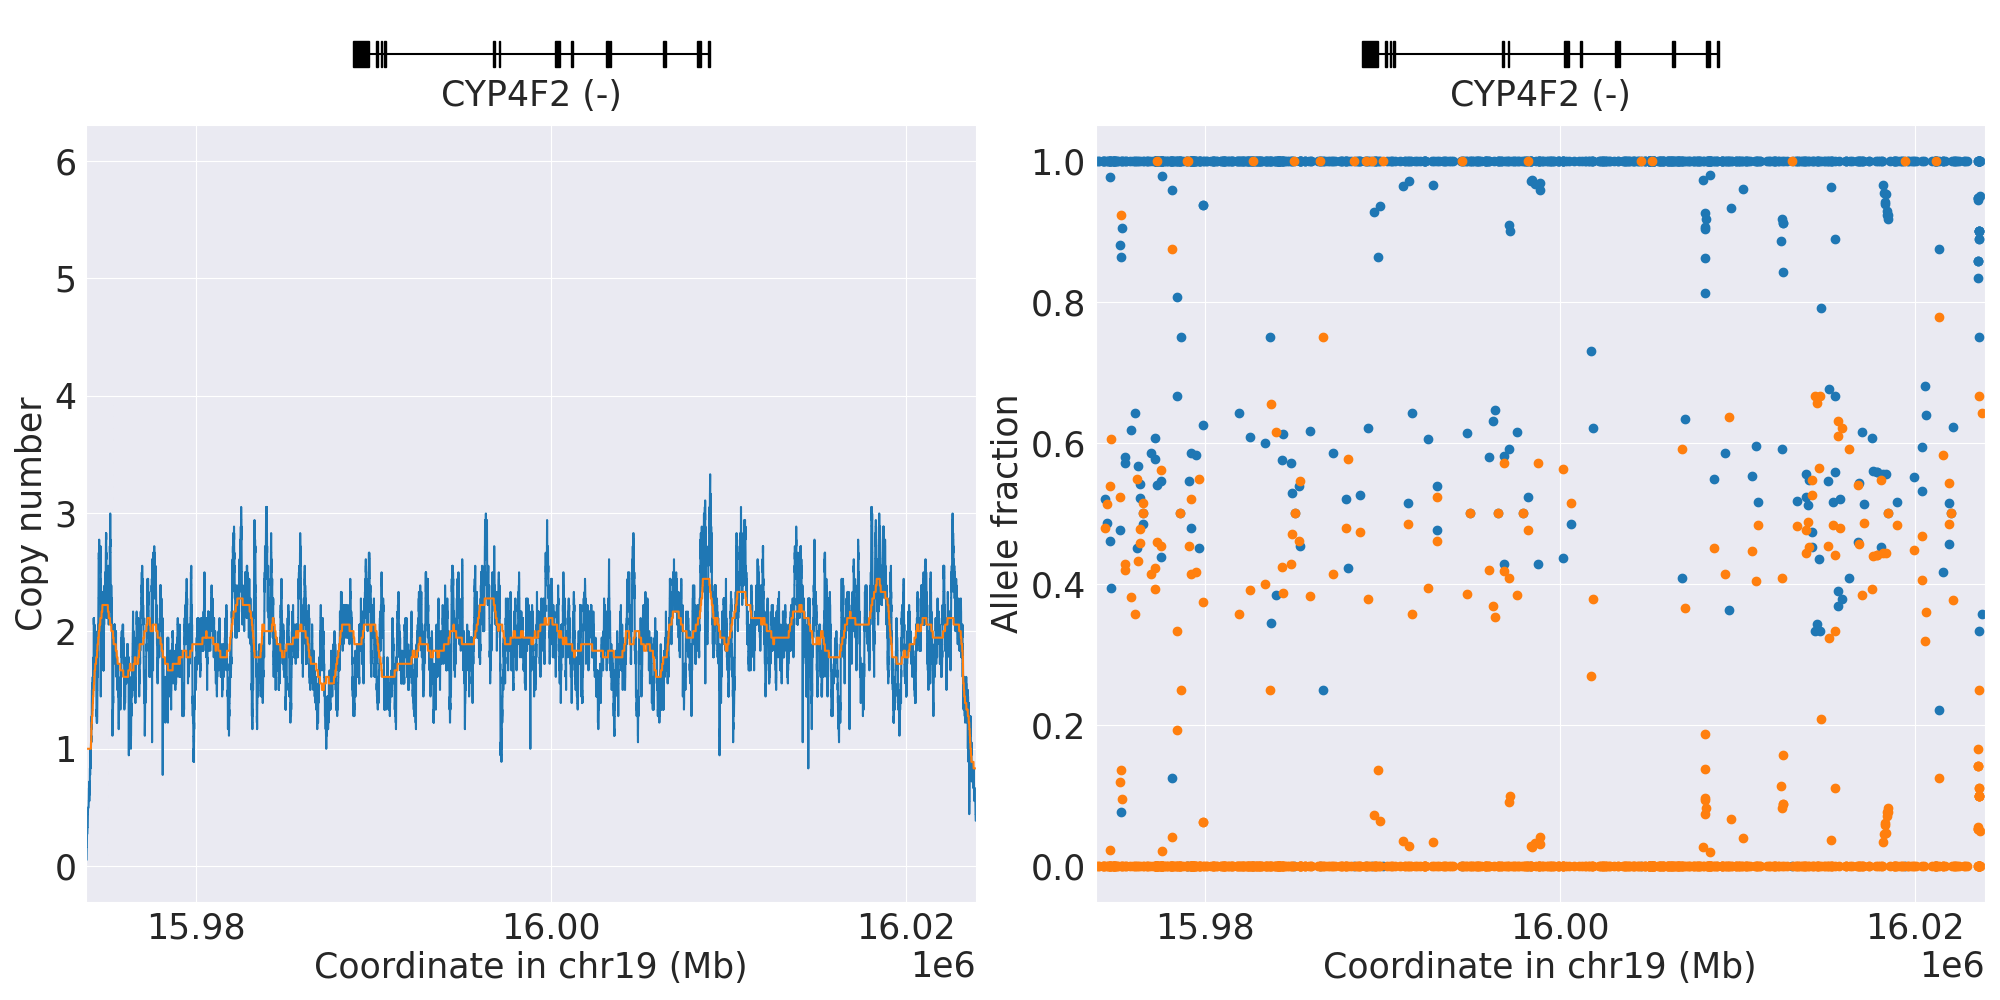 CYP4F2 (-)
6
5
4
3
2
1
0
Copy number
15.98 16.00 16.02
Coordinate in chr19 (Mb) 1e6
CYP4F2 (-)
1.0
0.8
0.6
0.4
0.2
0.0
Allele fraction
15.98 16.00 16.02
Coordinate in chr19 (Mb) 1e6